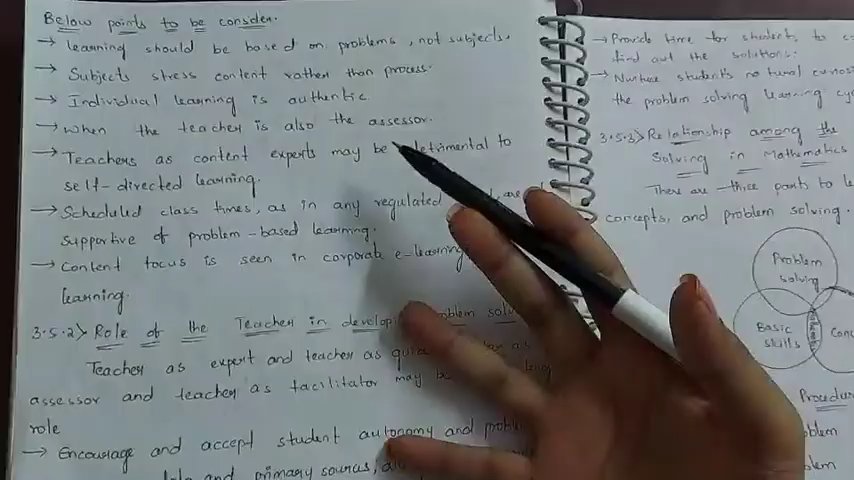 Below points to be consider.
→ Learning should be based on problems, not subjects.
→ Subjects stress content rather than process.
→ Individual learning is authentic.
→ When the teacher is also the assessor.
→ Teachers as content experts may be detrimental to
self-directed learning.
→ Scheduled class times, as in any regulated
supportive of problem-based learning.
→ Content focus is seen in corporate e-learning
learning.
3.5.2> Role of the Teacher in problem
Teacher as expert and teacher as
assessor and teacher as facilitator may be
role
→ Encourage and accept student autonomy and
and primary sources,
→ Provide time for students to
find out the solutions.
→ Nurture students natural
the problem solving learning
3.5.3> Relationship among the
Solving in Mathematics
There are three parts to
concepts, and problem solving.
Problem
solving
Basic
skills
Procedure